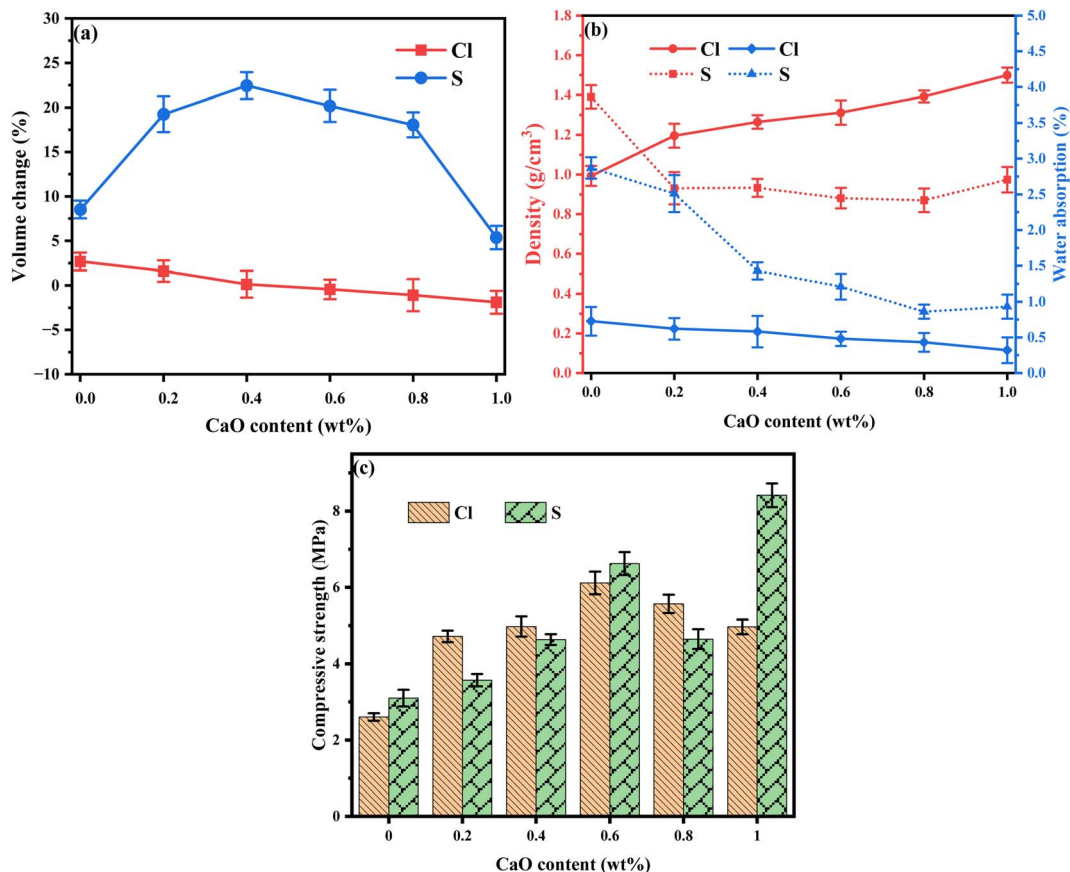 (a)
Cl
S
30
25
20
15
10
5
0
−5
−10
Volume change (%)
0.0 0.2 0.4 0.6 0.8 1.0
CaO content (wt%)
(b)
Cl Cl
S S
1.8
1.6
1.4
1.2
1.0
0.8
0.6
0.4
0.2
0.0
Density (g/cm³)
5.0
4.5
4.0
3.5
3.0
2.5
2.0
1.5
1.0
0.5
0.0
Water absorption (%)
0.0 0.2 0.4 0.6 0.8 1.0
CaO content (wt%)
(c)
Cl S
8
6
4
2
0
Compressive strength (MPa)
0 0.2 0.4 0.6 0.8 1
CaO content (wt%)